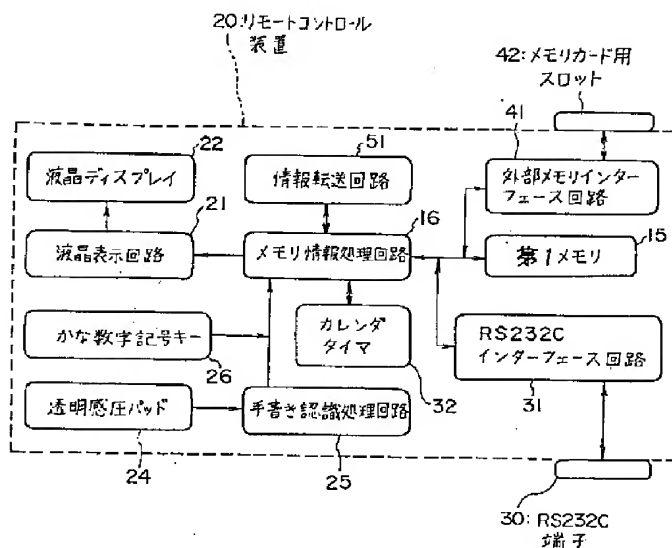 20:リモートコントロール
装置
42:メモリカード用
スロット
41
22
液晶ディスプレイ
51
情報転送回路
外部メモリインター
フェース回路
21
液晶表示回路
16
メモリ情報処理回路
15
第1メモリ
かな数字記号キー
26
カレンダ
タイマ
32
RS232C
インターフェース回路
31
透明感圧パッド
24
手書き認識処理回路
25
30:RS232C
端子